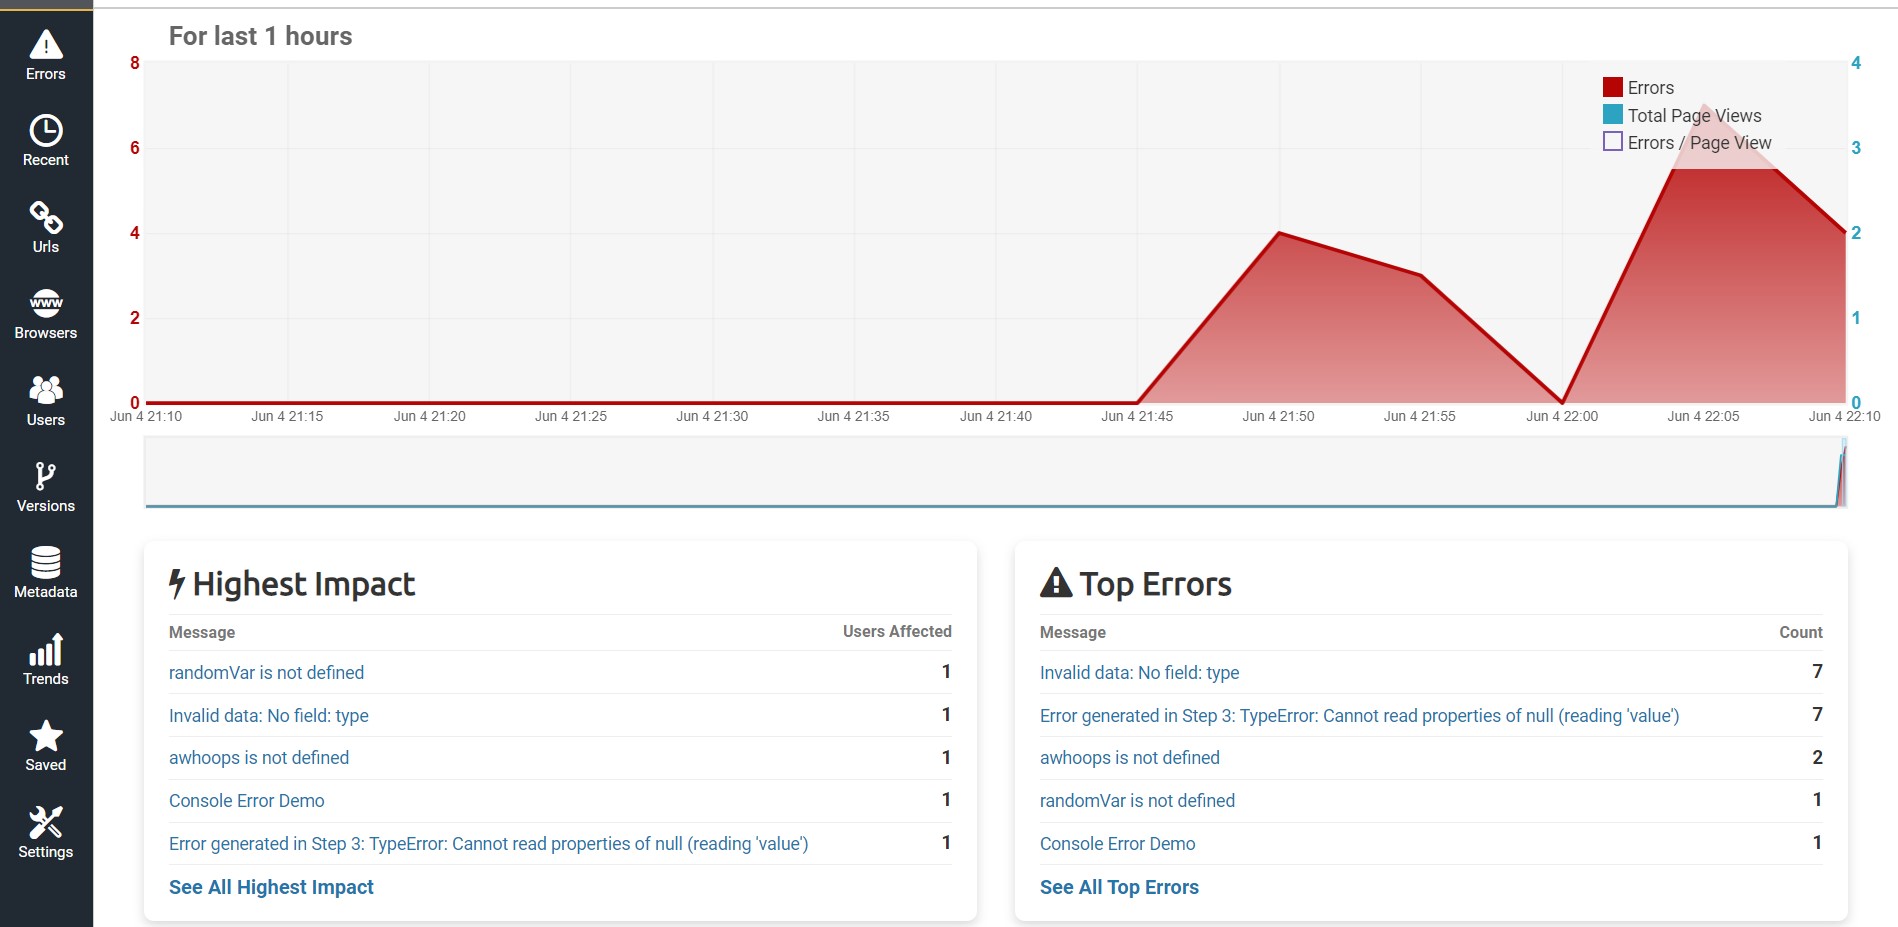 Errors
Recent
Urls
Browsers
Users
Versions
Metadata
Trends
Saved
Settings
For last 1 hours
8
6
4
2
0
4
3
2
1
0
Errors
Total Page Views
Errors / Page View
Jun 4 21:10 Jun 4 21:15 Jun 4 21:20 Jun 4 21:25 Jun 4 21:30 Jun 4 21:35 Jun 4 21:40 Jun 4 21:45 Jun 4 21:50 Jun 4 21:55 Jun 4 22:00 Jun 4 22:05 Jun 4 22:10
Highest Impact
Message Users Affected
randomVar is not defined 1
Invalid data: No field: type 1
awhoops is not defined 1
Console Error Demo 1
Error generated in Step 3: TypeError: Cannot read properties of null (reading 'value') 1
See All Highest Impact
Top Errors
Message Count
Invalid data: No field: type 7
Error generated in Step 3: TypeError: Cannot read properties of null (reading 'value') 7
awhoops is not defined 2
randomVar is not defined 1
Console Error Demo 1
See All Top Errors